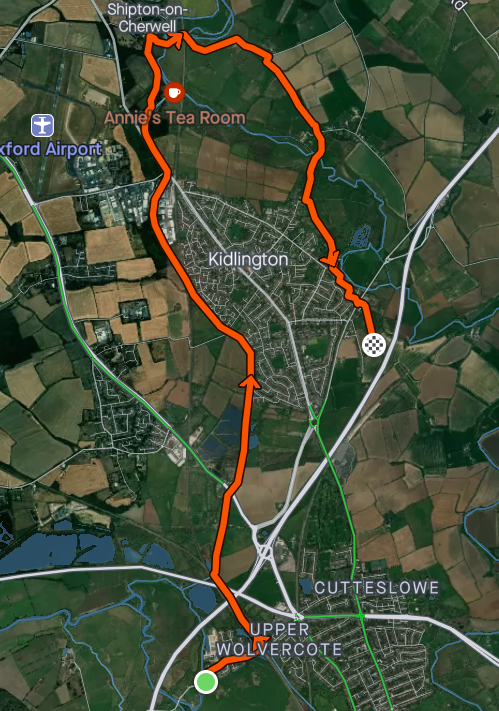 Shipton-on-
Cherwell
Annie's Tea Room
xford Airport
Kidlington
CUTTESLOWE
UPPER
WOLVERCOTE